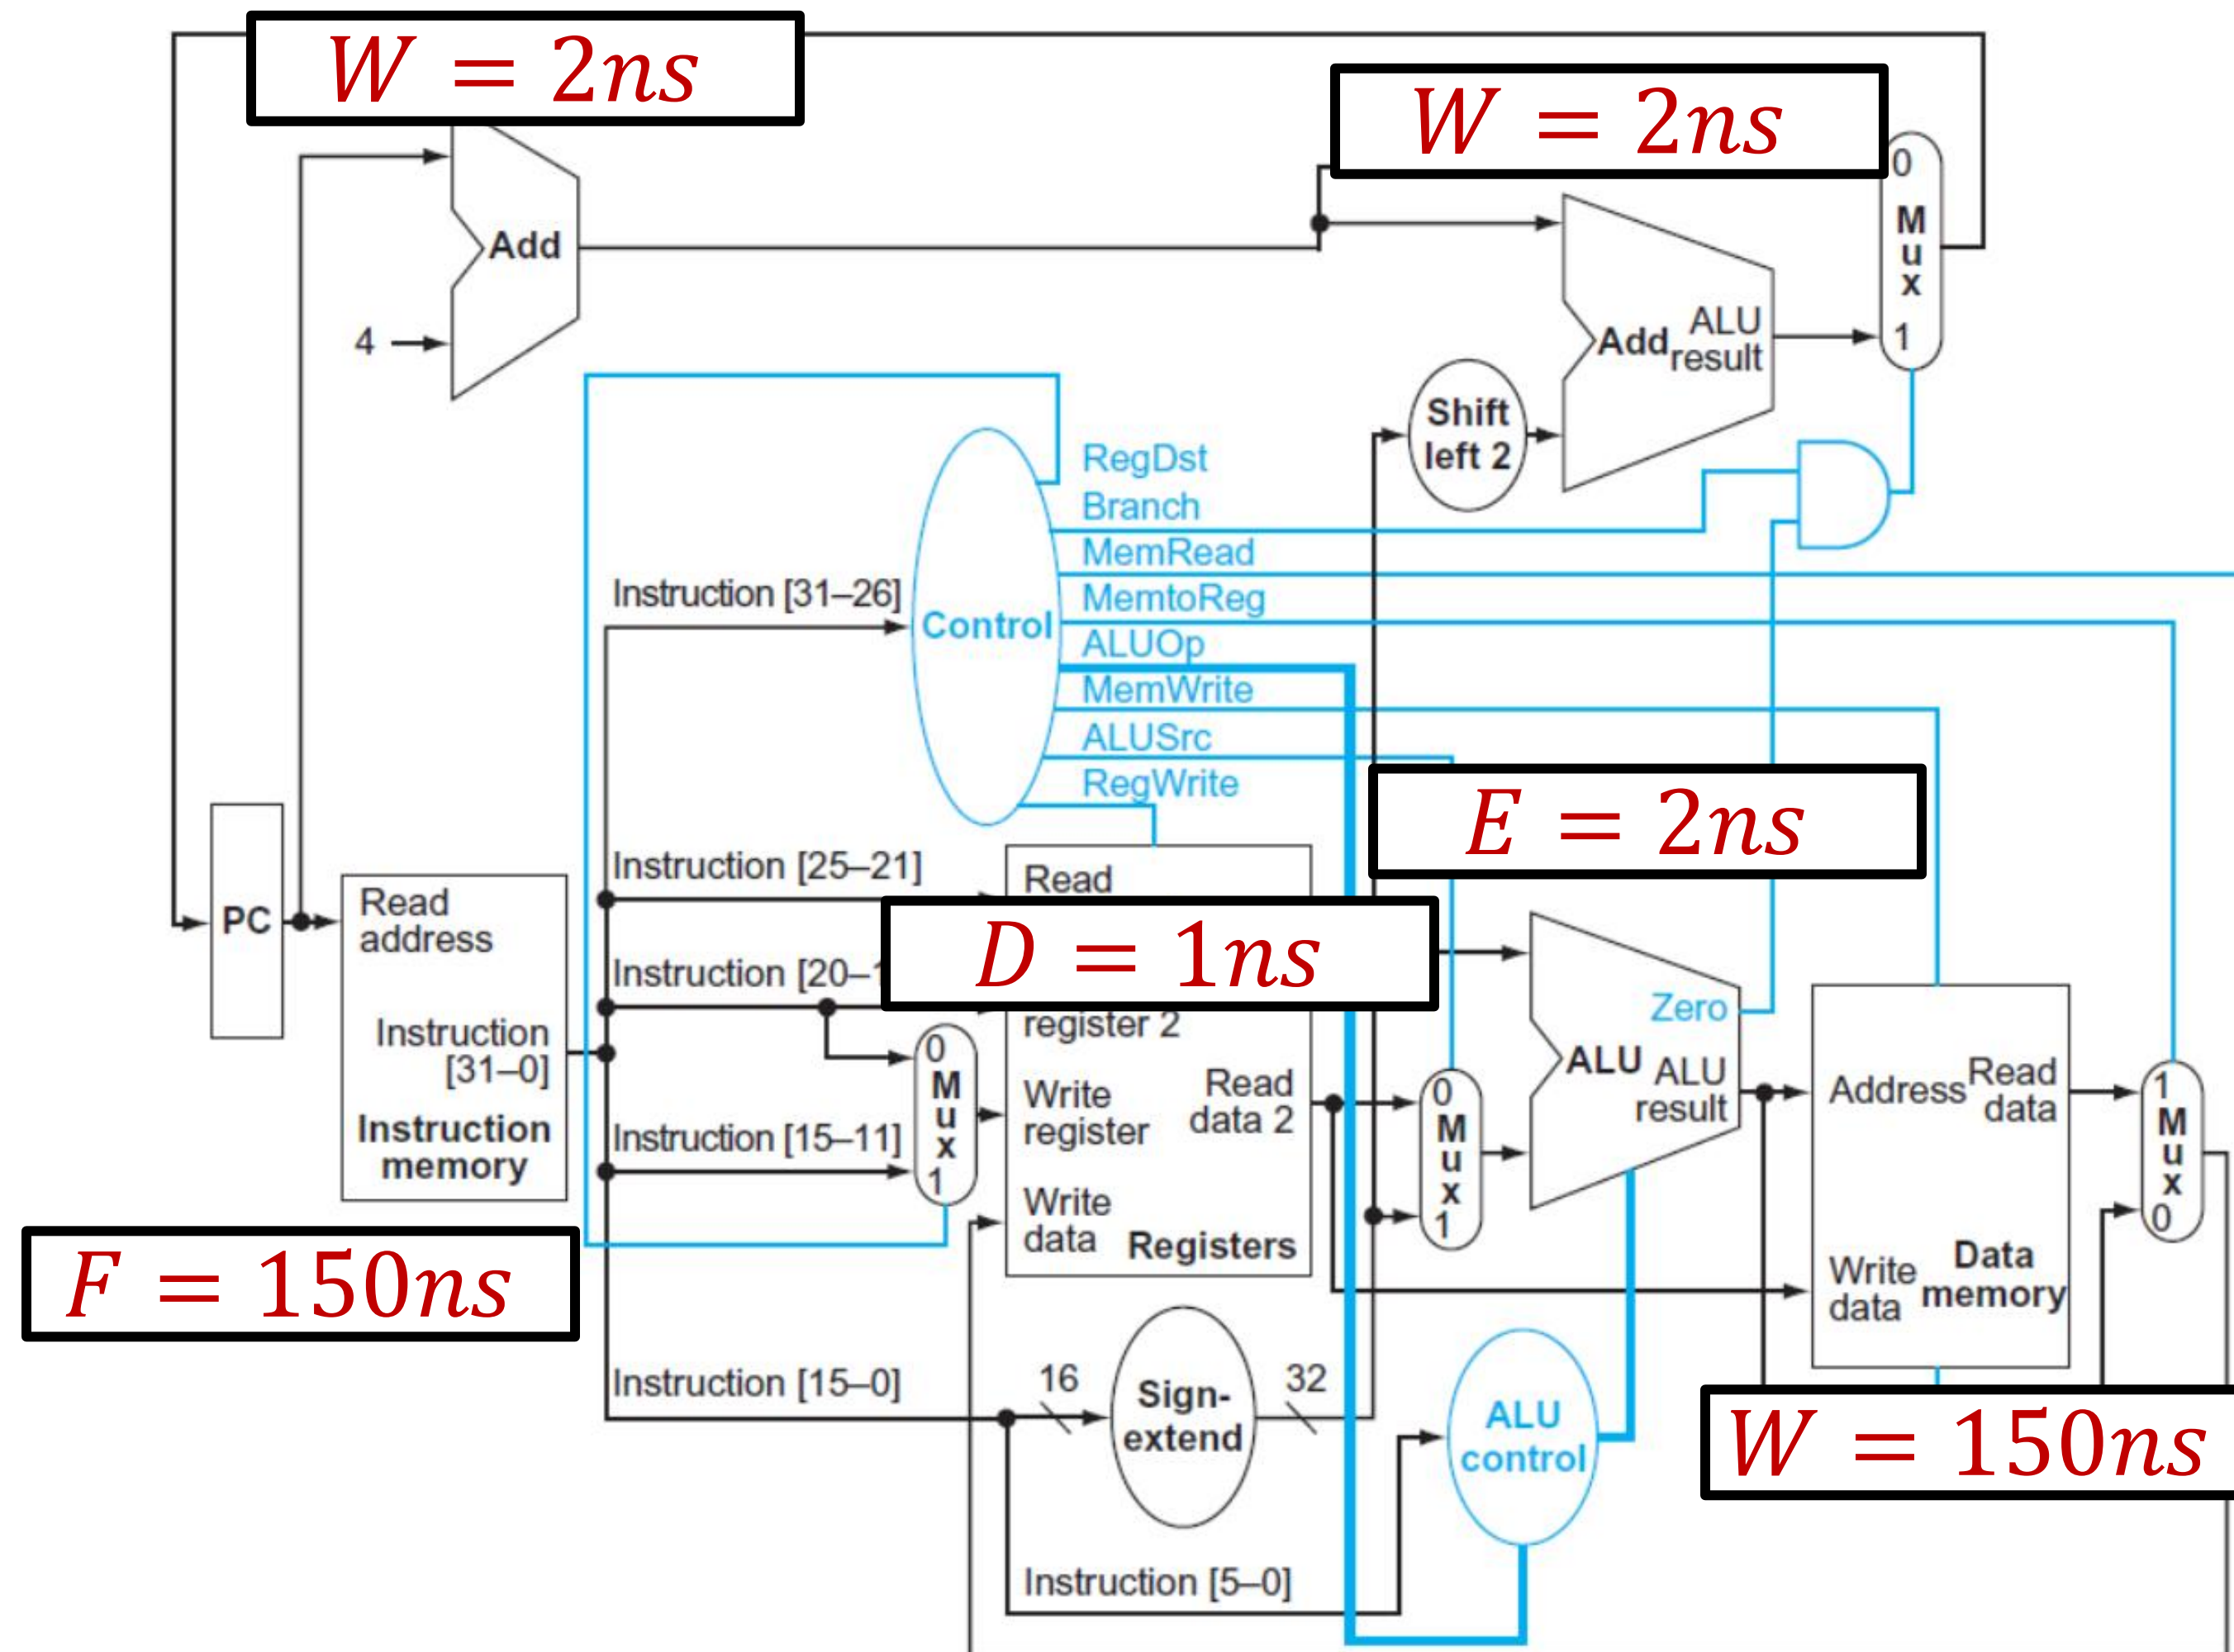 W = 2ns
W = 2ns
0
M
u
x
1
Add
4
Add
ALU
result
Shift
left 2
RegDst
Branch
MemRead
MemtoReg
ALUOp
MemWrite
ALUSrc
RegWrite
Instruction [31–26]
Control
E = 2ns
PC
Read
address
Instruction
[31–0]
Instruction
memory
F = 150ns
Instruction [25–21]
Instruction [20–
Instruction [15–11]
0
M
u
x
1
Read
D = 1ns
register 2
Write
register
Read
data 2
Write
data
Registers
0
M
u
x
1
Zero
ALU
ALU
result
Address
Read
data
Write
data
Data
memory
1
M
u
x
0
W = 150ns
Instruction [15–0]
16
Sign-
extend
32
ALU
control
Instruction [5–0]